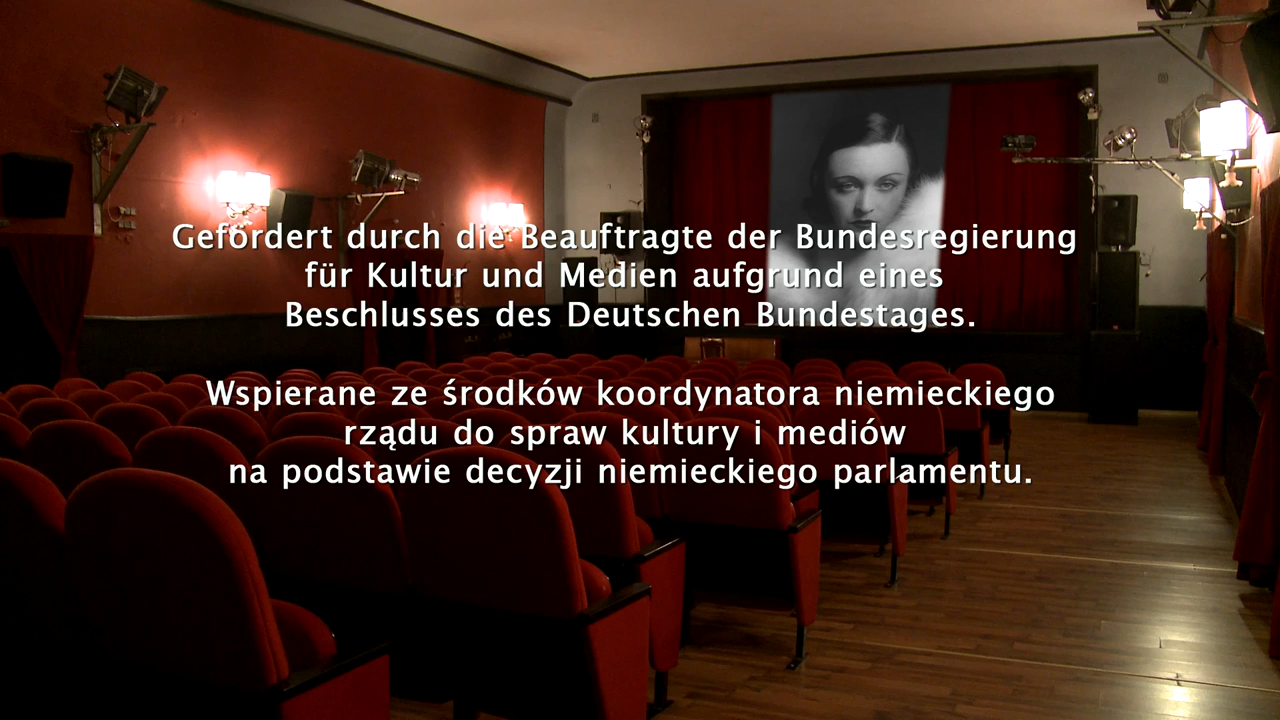 Gefördert durch die Beauftragte der Bundesregierung
für Kultur und Medien aufgrund eines
Beschlusses des Deutschen Bundestages.
Wspierane ze środków koordynatora niemieckiego
rządu do spraw kultury i mediów
na podstawie decyzji niemieckiego parlamentu.